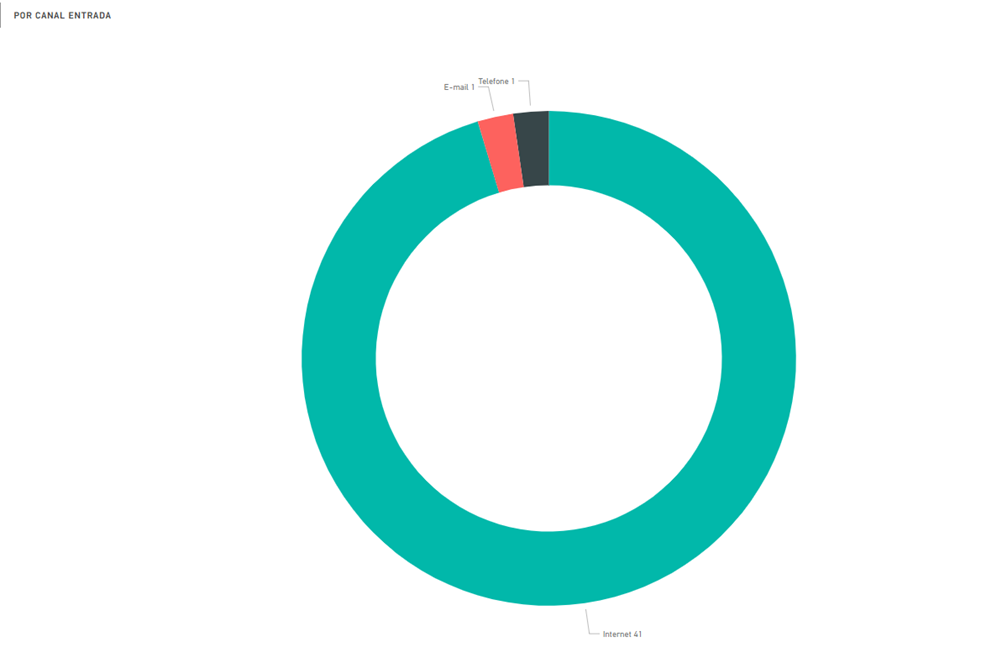 POR CANAL ENTRADA
Telefone 1
E-mail 1
Internet 41